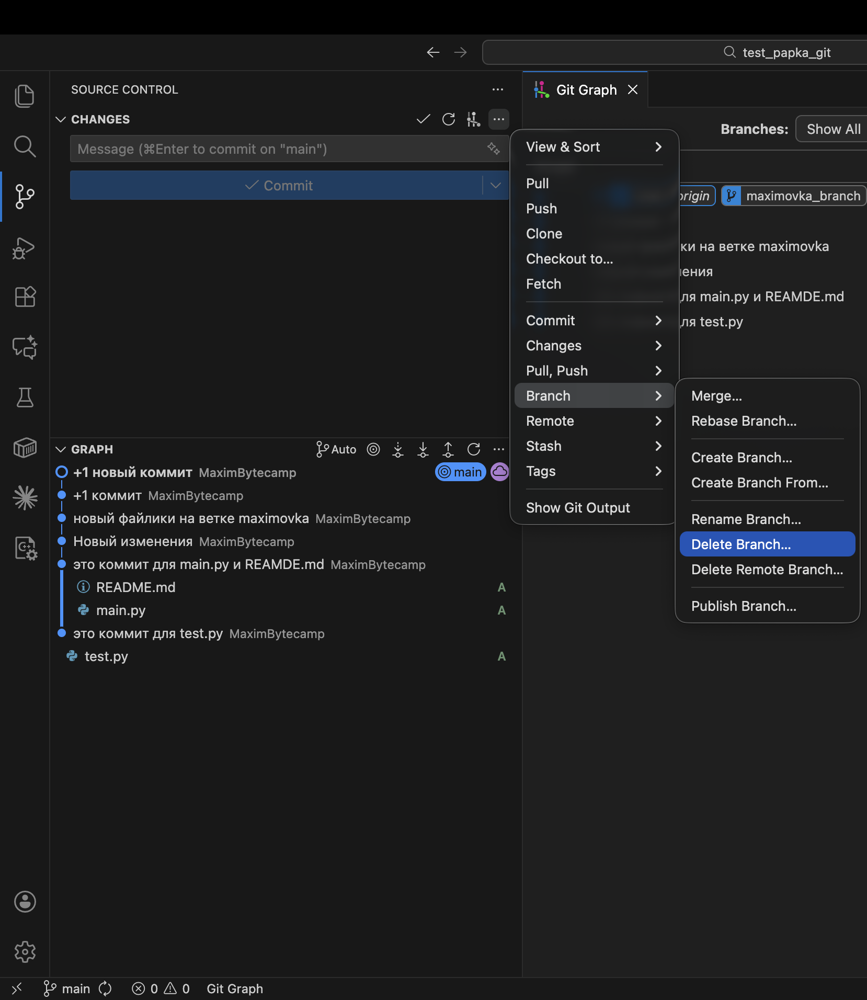 test_papka_git
SOURCE CONTROL
Git Graph
CHANGES
Branches: Show All
Message (⌘Enter to commit on "main")
Commit
View & Sort
Pull
Push
Clone
Checkout to...
Fetch
Commit
Changes
Pull, Push
Branch
Remote
Stash
Tags
Show Git Output
maximovka_branch
на ветке maximovka
main.py и REAMDE.md
test.py
Merge...
Rebase Branch...
Create Branch...
Create Branch From...
Rename Branch...
Delete Branch...
Delete Remote Branch...
Publish Branch...
GRAPH
Auto
+1 новый коммит MaximBytecamp main
+1 коммит MaximBytecamp
новый файлики на ветке maximovka MaximBytecamp
Новый изменения MaximBytecamp
это коммит для main.py и REAMDE.md MaximBytecamp
README.md A
main.py A
это коммит для test.py MaximBytecamp
test.py A
main 0 0 Git Graph